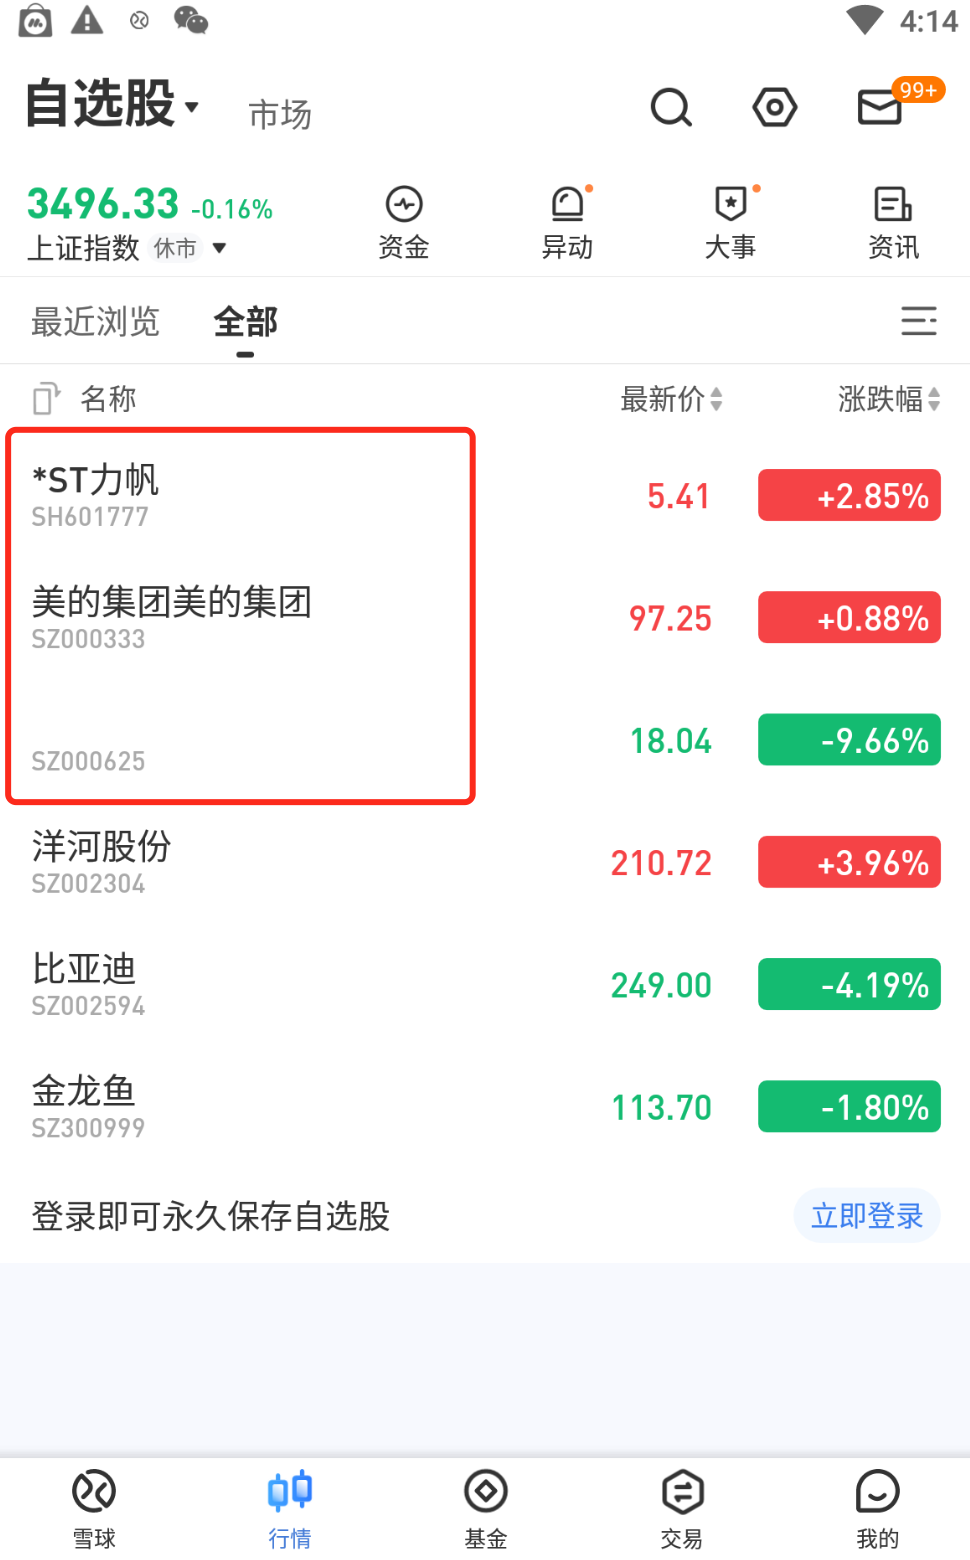 4:14
自选股
市场
99+
3496.33 -0.16%
上证指数 休市
资金
异动
大事
资讯
最近浏览
全部
名称 最新价 涨跌幅
*ST力帆
SH601777
5.41 +2.85%
美的集团美的集团
SZ000333
97.25 +0.88%
SZ000625
18.04 -9.66%
洋河股份
SZ002304
210.72 +3.96%
比亚迪
SZ002594
249.00 -4.19%
金龙鱼
SZ300999
113.70 -1.80%
登录即可永久保存自选股 立即登录
雪球 行情 基金 交易 我的